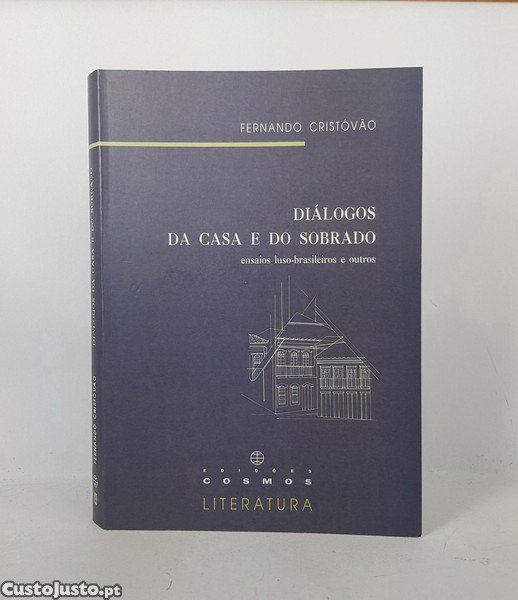 FERNANDO CRISTÓVÃO
DIÁLOGOS
DA CASA E DO SOBRADO
ensaios luso-brasileiros e outros
EDIÇÕES
COSMOS
LITERATURA
DIÁLOGOS DA CASA E DO SOBRADO
FERNANDO CRISTÓVÃO
CustoJusto.pt